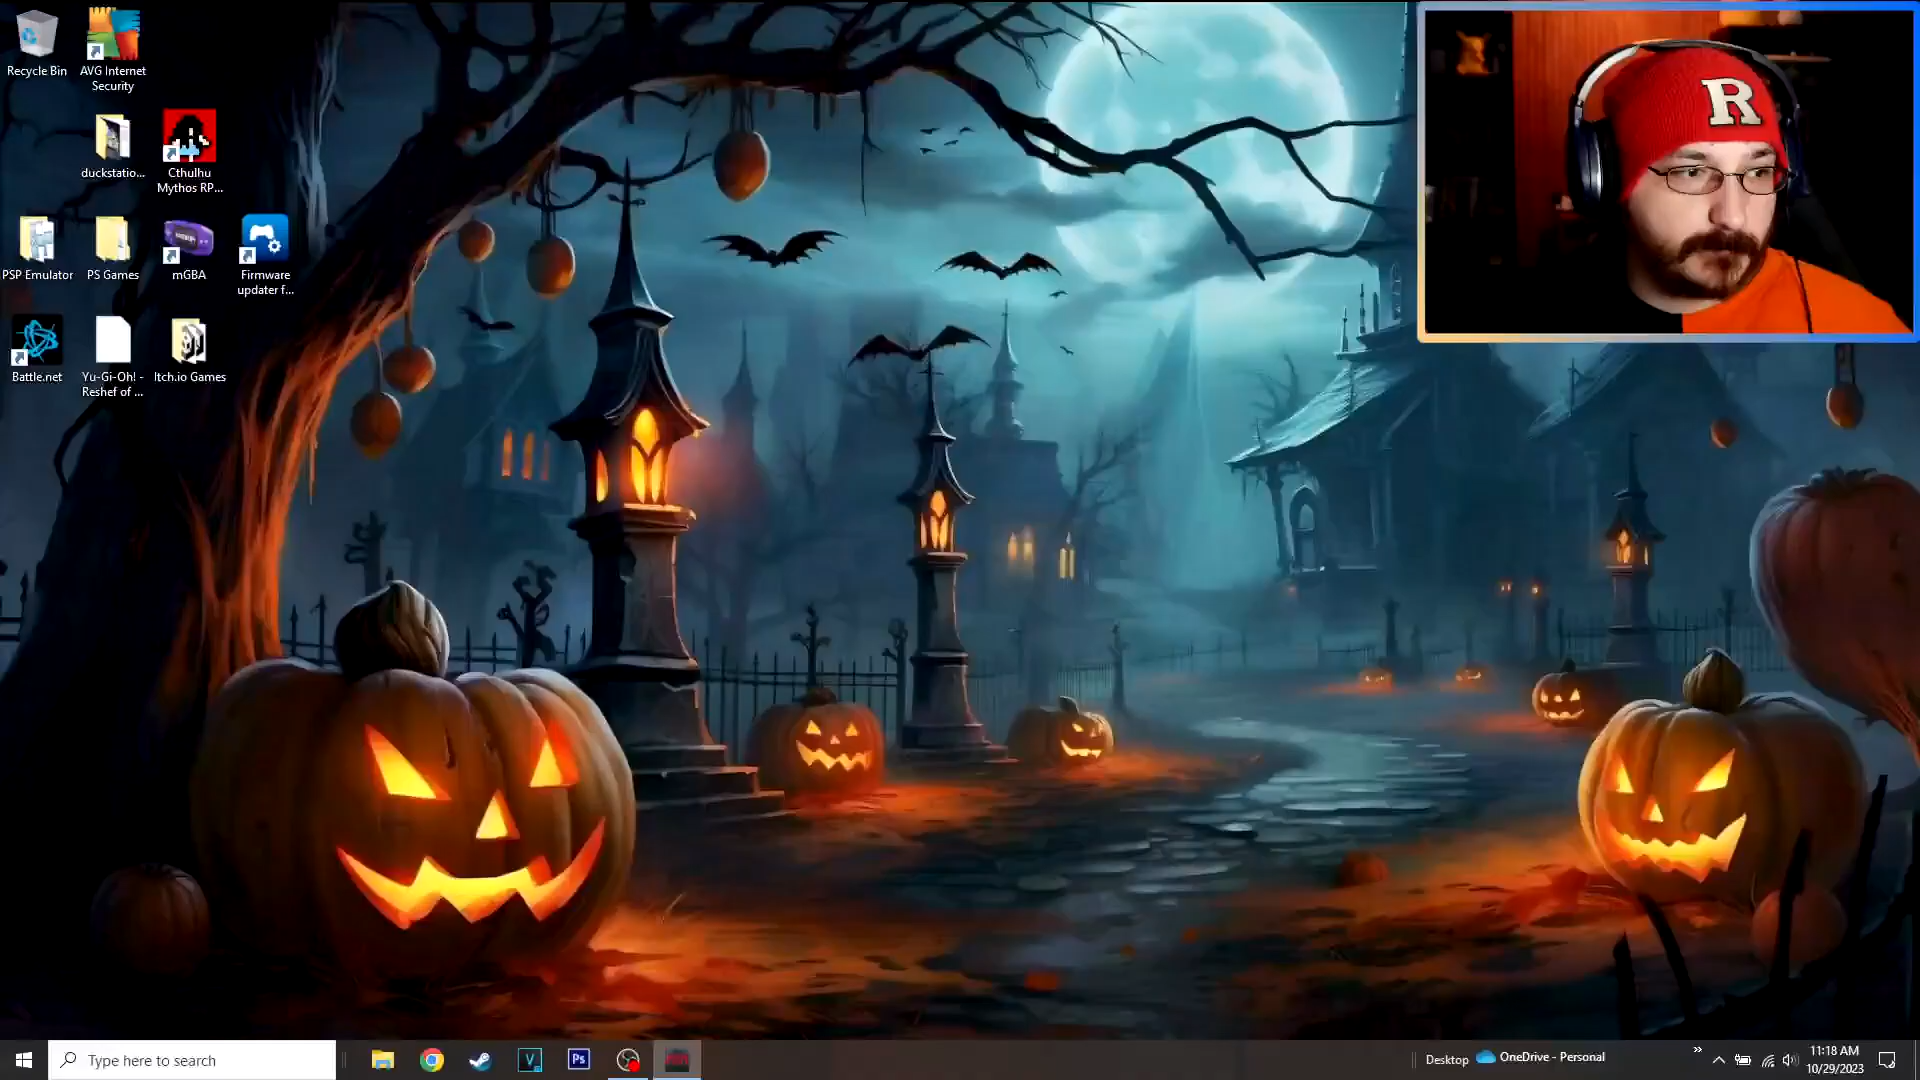 Recycle Bin
AVG Internet
Security
duckstatio...
Cthulhu
Mythos RP...
PSP Emulator
PS Games
mGBA
Firmware
updater f...
Battle.net
Yu-Gi-Oh! -
Reshef of ...
Itch.io Games
R
Type here to search
V
Ps
Desktop
OneDrive - Personal
11:18 AM
10/29/2023